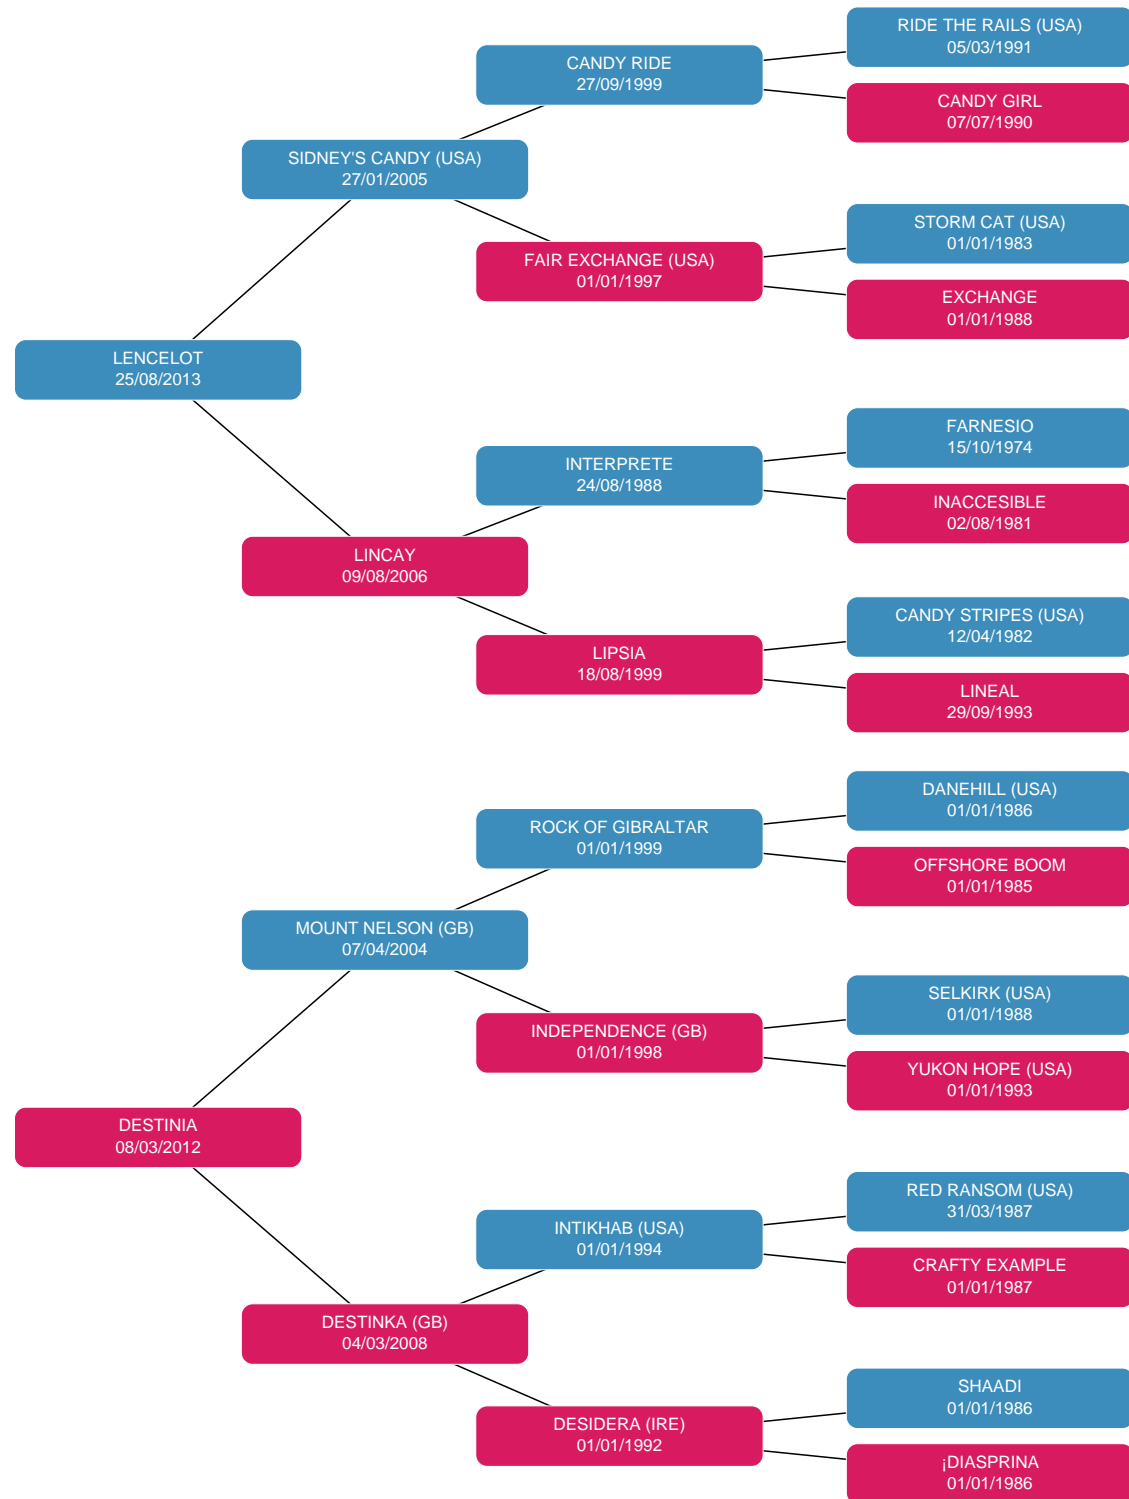 RIDE THE RAILS (USA)
05/03/1991
CANDY RIDE
27/09/1999
CANDY GIRL
07/07/1990
SIDNEY'S CANDY (USA)
27/01/2005
STORM CAT (USA)
01/01/1983
FAIR EXCHANGE (USA)
01/01/1997
EXCHANGE
01/01/1988
LENCELOT
25/08/2013
FARNESIO
15/10/1974
INTERPRETE
24/08/1988
INACCESIBLE
02/08/1981
LINCAY
09/08/2006
CANDY STRIPES (USA)
12/04/1982
LIPSIA
18/08/1999
LINEAL
29/09/1993
DANEHILL (USA)
01/01/1986
ROCK OF GIBRALTAR
01/01/1999
OFFSHORE BOOM
01/01/1985
MOUNT NELSON (GB)
07/04/2004
SELKIRK (USA)
01/01/1988
INDEPENDENCE (GB)
01/01/1998
YUKON HOPE (USA)
01/01/1993
DESTINIA
08/03/2012
RED RANSOM (USA)
31/03/1987
INTIKHAB (USA)
01/01/1994
CRAFTY EXAMPLE
01/01/1987
DESTINKA (GB)
04/03/2008
SHAADI
01/01/1986
DESIDERA (IRE)
01/01/1992
¡DIASPRINA
01/01/1986